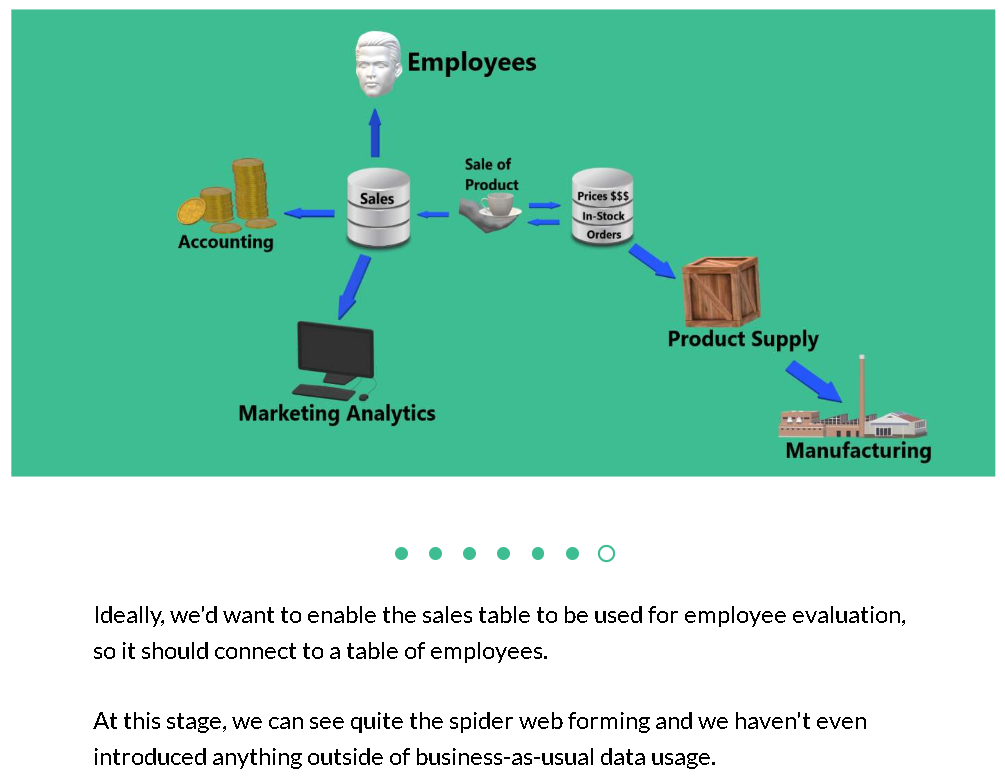 Employees
Sale of
Product
Sales
Prices $$$
In-Stock
Orders
Accounting
Product Supply
Marketing Analytics
Manufacturing
Ideally, we'd want to enable the sales table to be used for employee evaluation,
so it should connect to a table of employees.
At this stage, we can see quite the spider web forming and we haven't even
introduced anything outside of business-as-usual data usage.